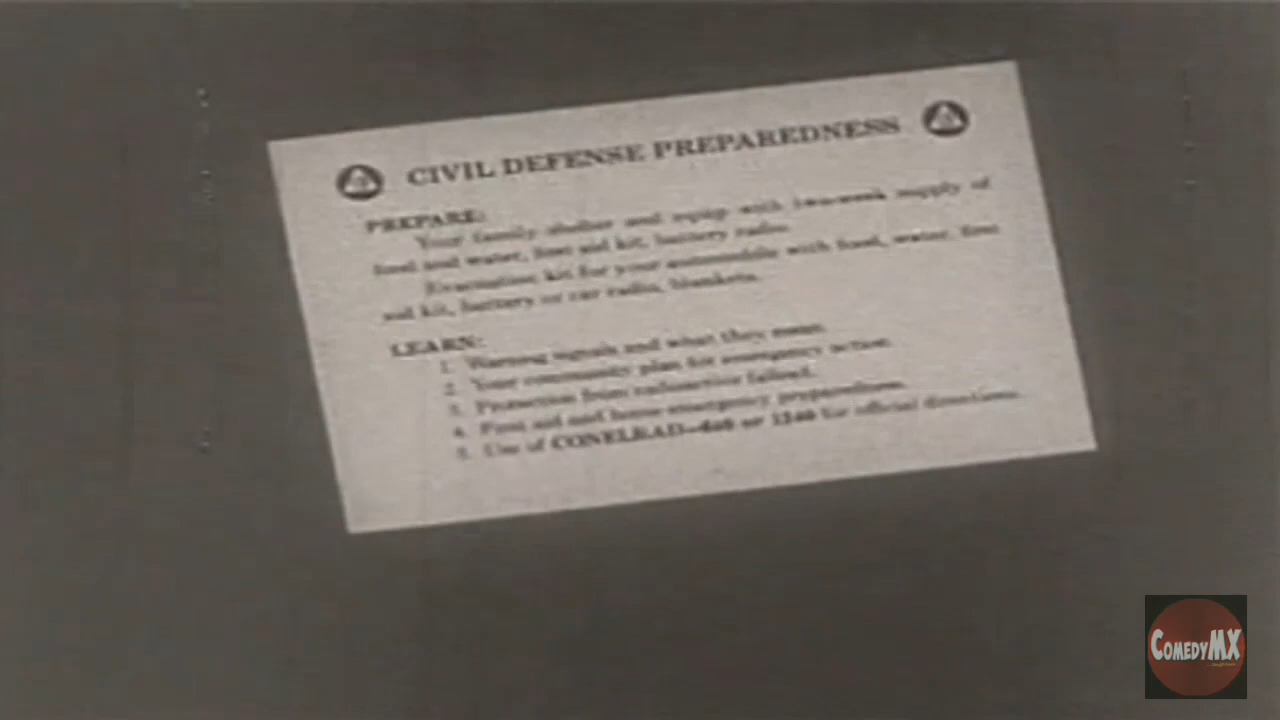 CIVIL DEFENSE PREPAREDNESS
PREPARE:
Your family shelter and equip with two-week supply of
food and water, first aid kit, battery radio.
Evacuation kit for your automobile with food, water, first
aid kit, battery or car radio, blankets.
LEARN:
1. Warning signals and what they mean.
2. Your community plan for emergency action.
3. Protection from radioactive fallout.
4. First aid and home emergency preparedness.
5. Use of CONELRAD—640 or 1240 for official directions.
COMEDYMX